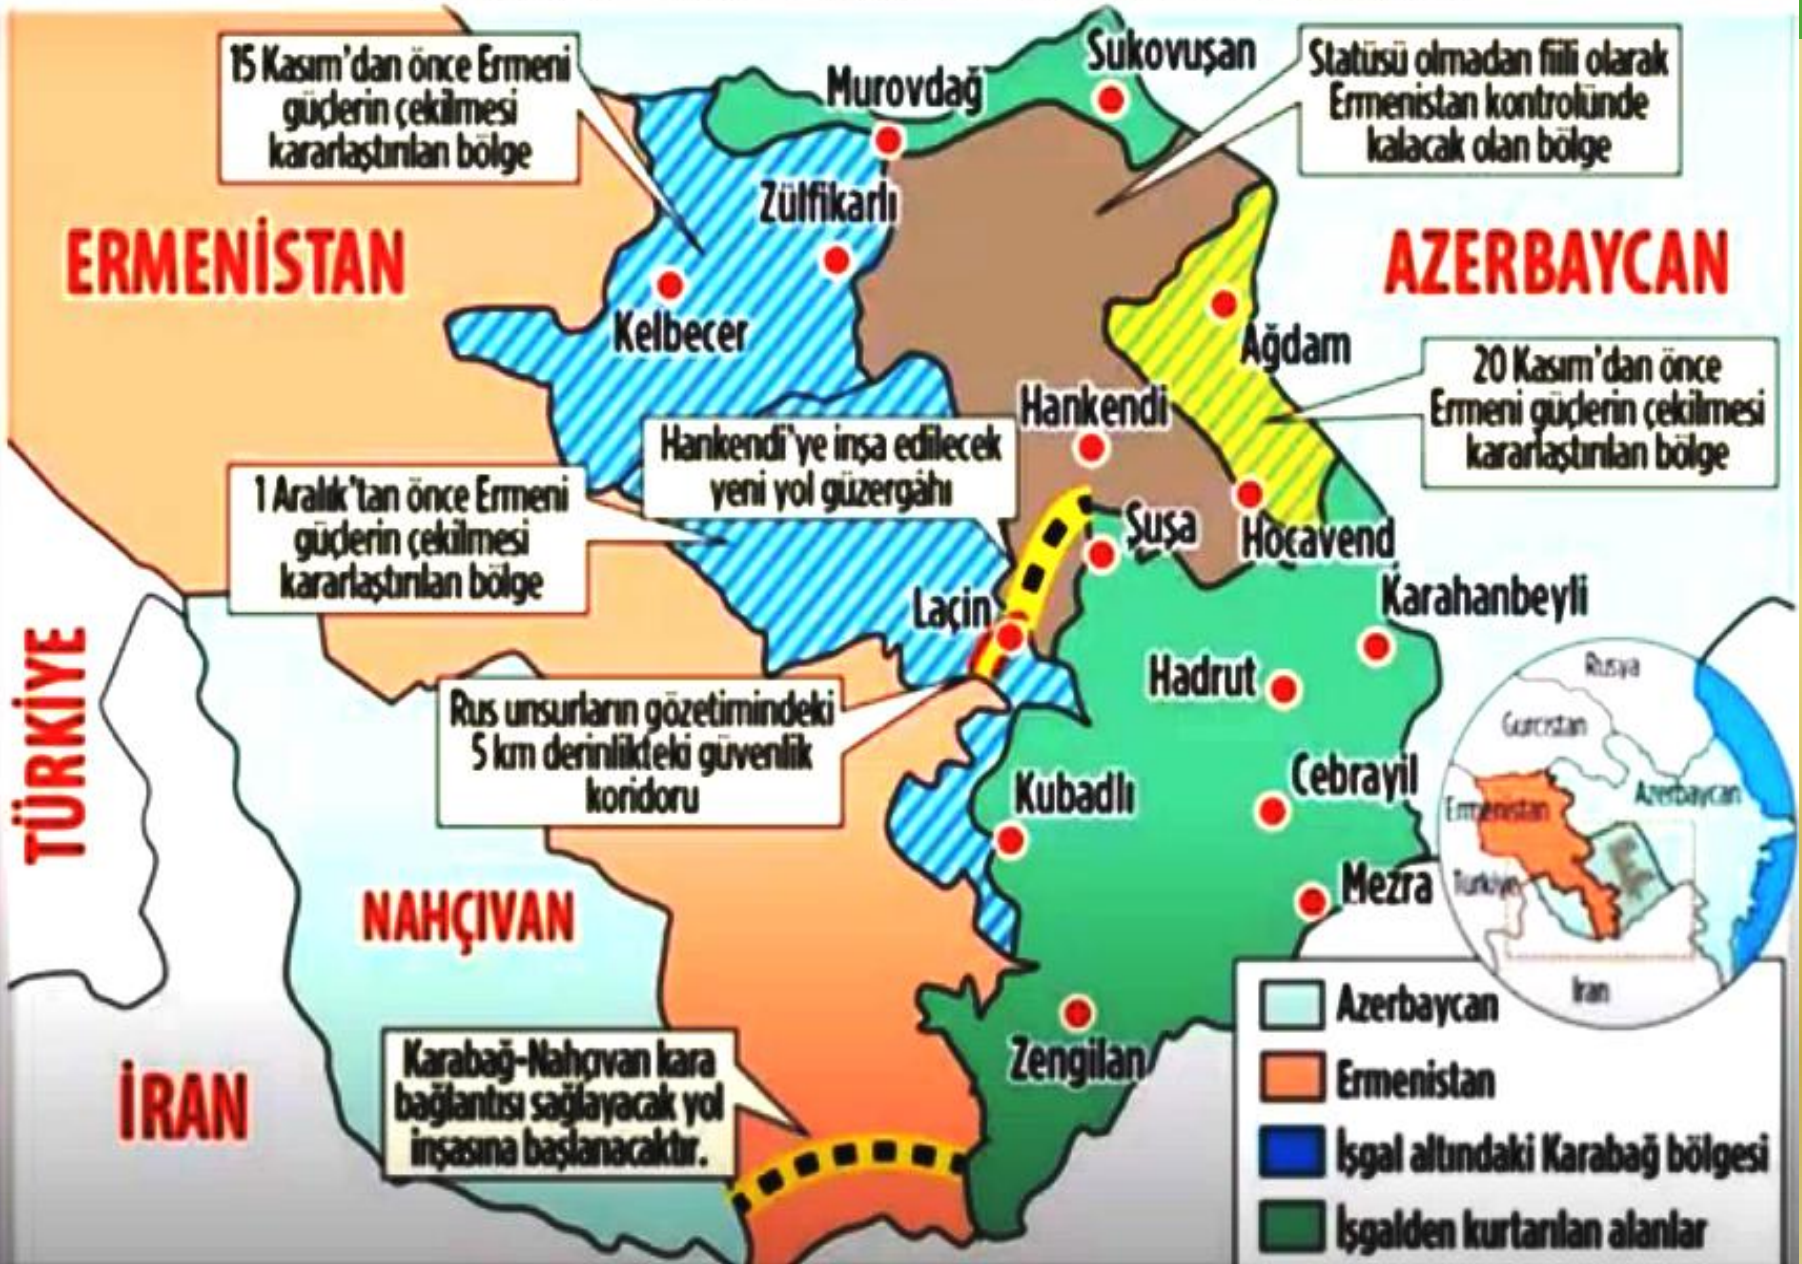 15 Kasım'dan önce Ermeni
güçlerin çekilmesi
kararlaştırılan bölge
Murovdağ
Sukovuşan
Statüsü olmadan fiili olarak
Ermenistan kontrolünde
kalacak olan bölge
Zülfikarlı
ERMENİSTAN
AZERBAYCAN
Kelbecer
Ağdam
20 Kasım'dan önce
Ermeni güçlerin çekilmesi
kararlaştırılan bölge
Hankendi
Hankendi'ye inşa edilecek
yeni yol güzergâhı
1 Aralık'tan önce Ermeni
güçlerin çekilmesi
kararlaştırılan bölge
Şuşa
Hocavend
Laçin
Karahanbeyli
TÜRKİYE
Hadrut
Rus unsurların gözetimindeki
5 km derinlikteki güvenlik
koridoru
Kubadlı
Cebrayil
Mezra
Rusya
Gürcistan
Ermenistan
Azerbaycan
Türkiye
İran
NAHÇIVAN
Zengilan
İRAN
Karabağ-Nahçıvan kara
bağlantısı sağlayacak yol
inşasına başlanacaktır.
Azerbaycan
Ermenistan
İşgal altındaki Karabağ bölgesi
İşgalden kurtarılan alanlar